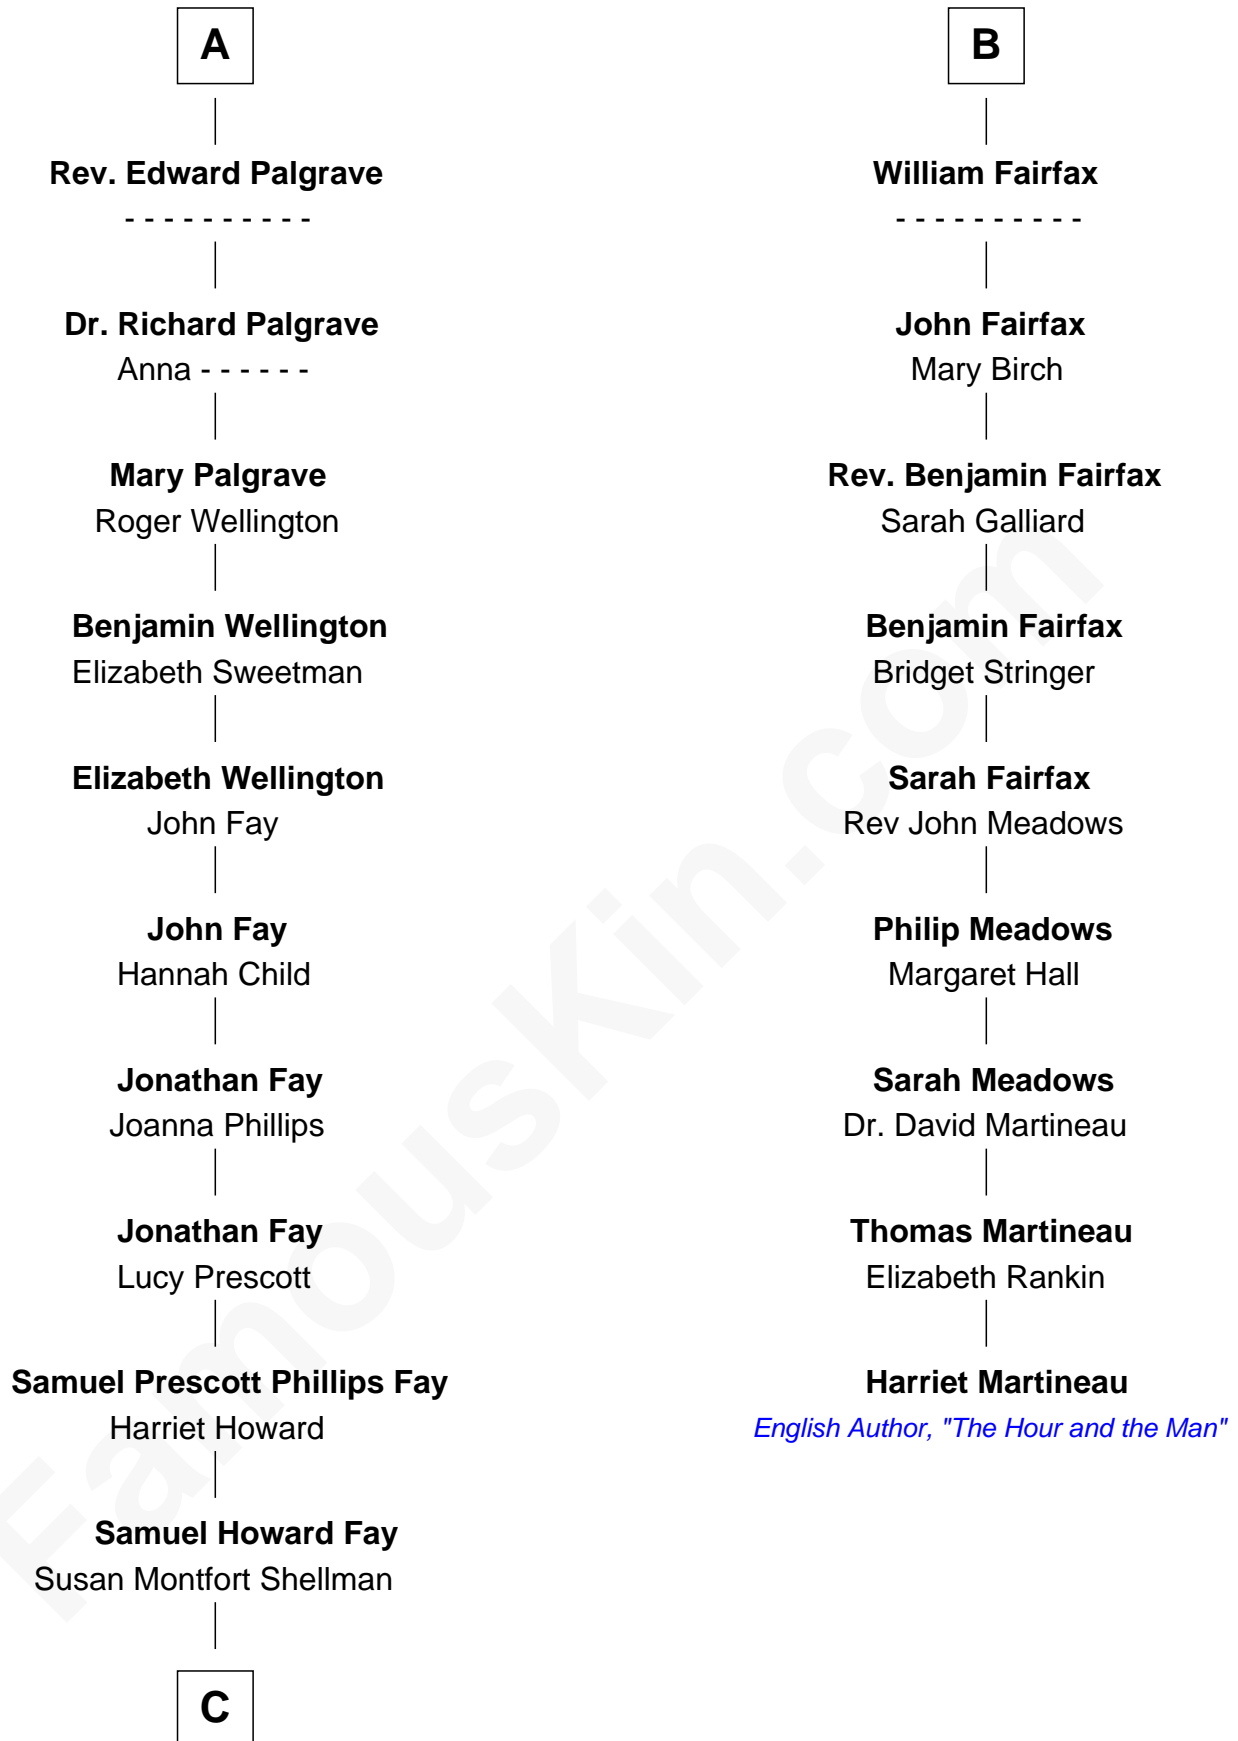 A
Rev. Edward Palgrave
- - - - - - - - - -
Dr. Richard Palgrave
Anna - - - - - -
Mary Palgrave
Roger Wellington
Benjamin Wellington
Elizabeth Sweetman
Elizabeth Wellington
John Fay
John Fay
Hannah Child
Jonathan Fay
Joanna Phillips
Jonathan Fay
Lucy Prescott
Samuel Prescott Phillips Fay
Harriet Howard
Samuel Howard Fay
Susan Montfort Shellman
C
B
William Fairfax
- - - - - - - - - -
John Fairfax
Mary Birch
Rev. Benjamin Fairfax
Sarah Galliard
Benjamin Fairfax
Bridget Stringer
Sarah Fairfax
Rev John Meadows
Philip Meadows
Margaret Hall
Sarah Meadows
Dr. David Martineau
Thomas Martineau
Elizabeth Rankin
Harriet Martineau
English Author, "The Hour and the Man"
FamousKin.com